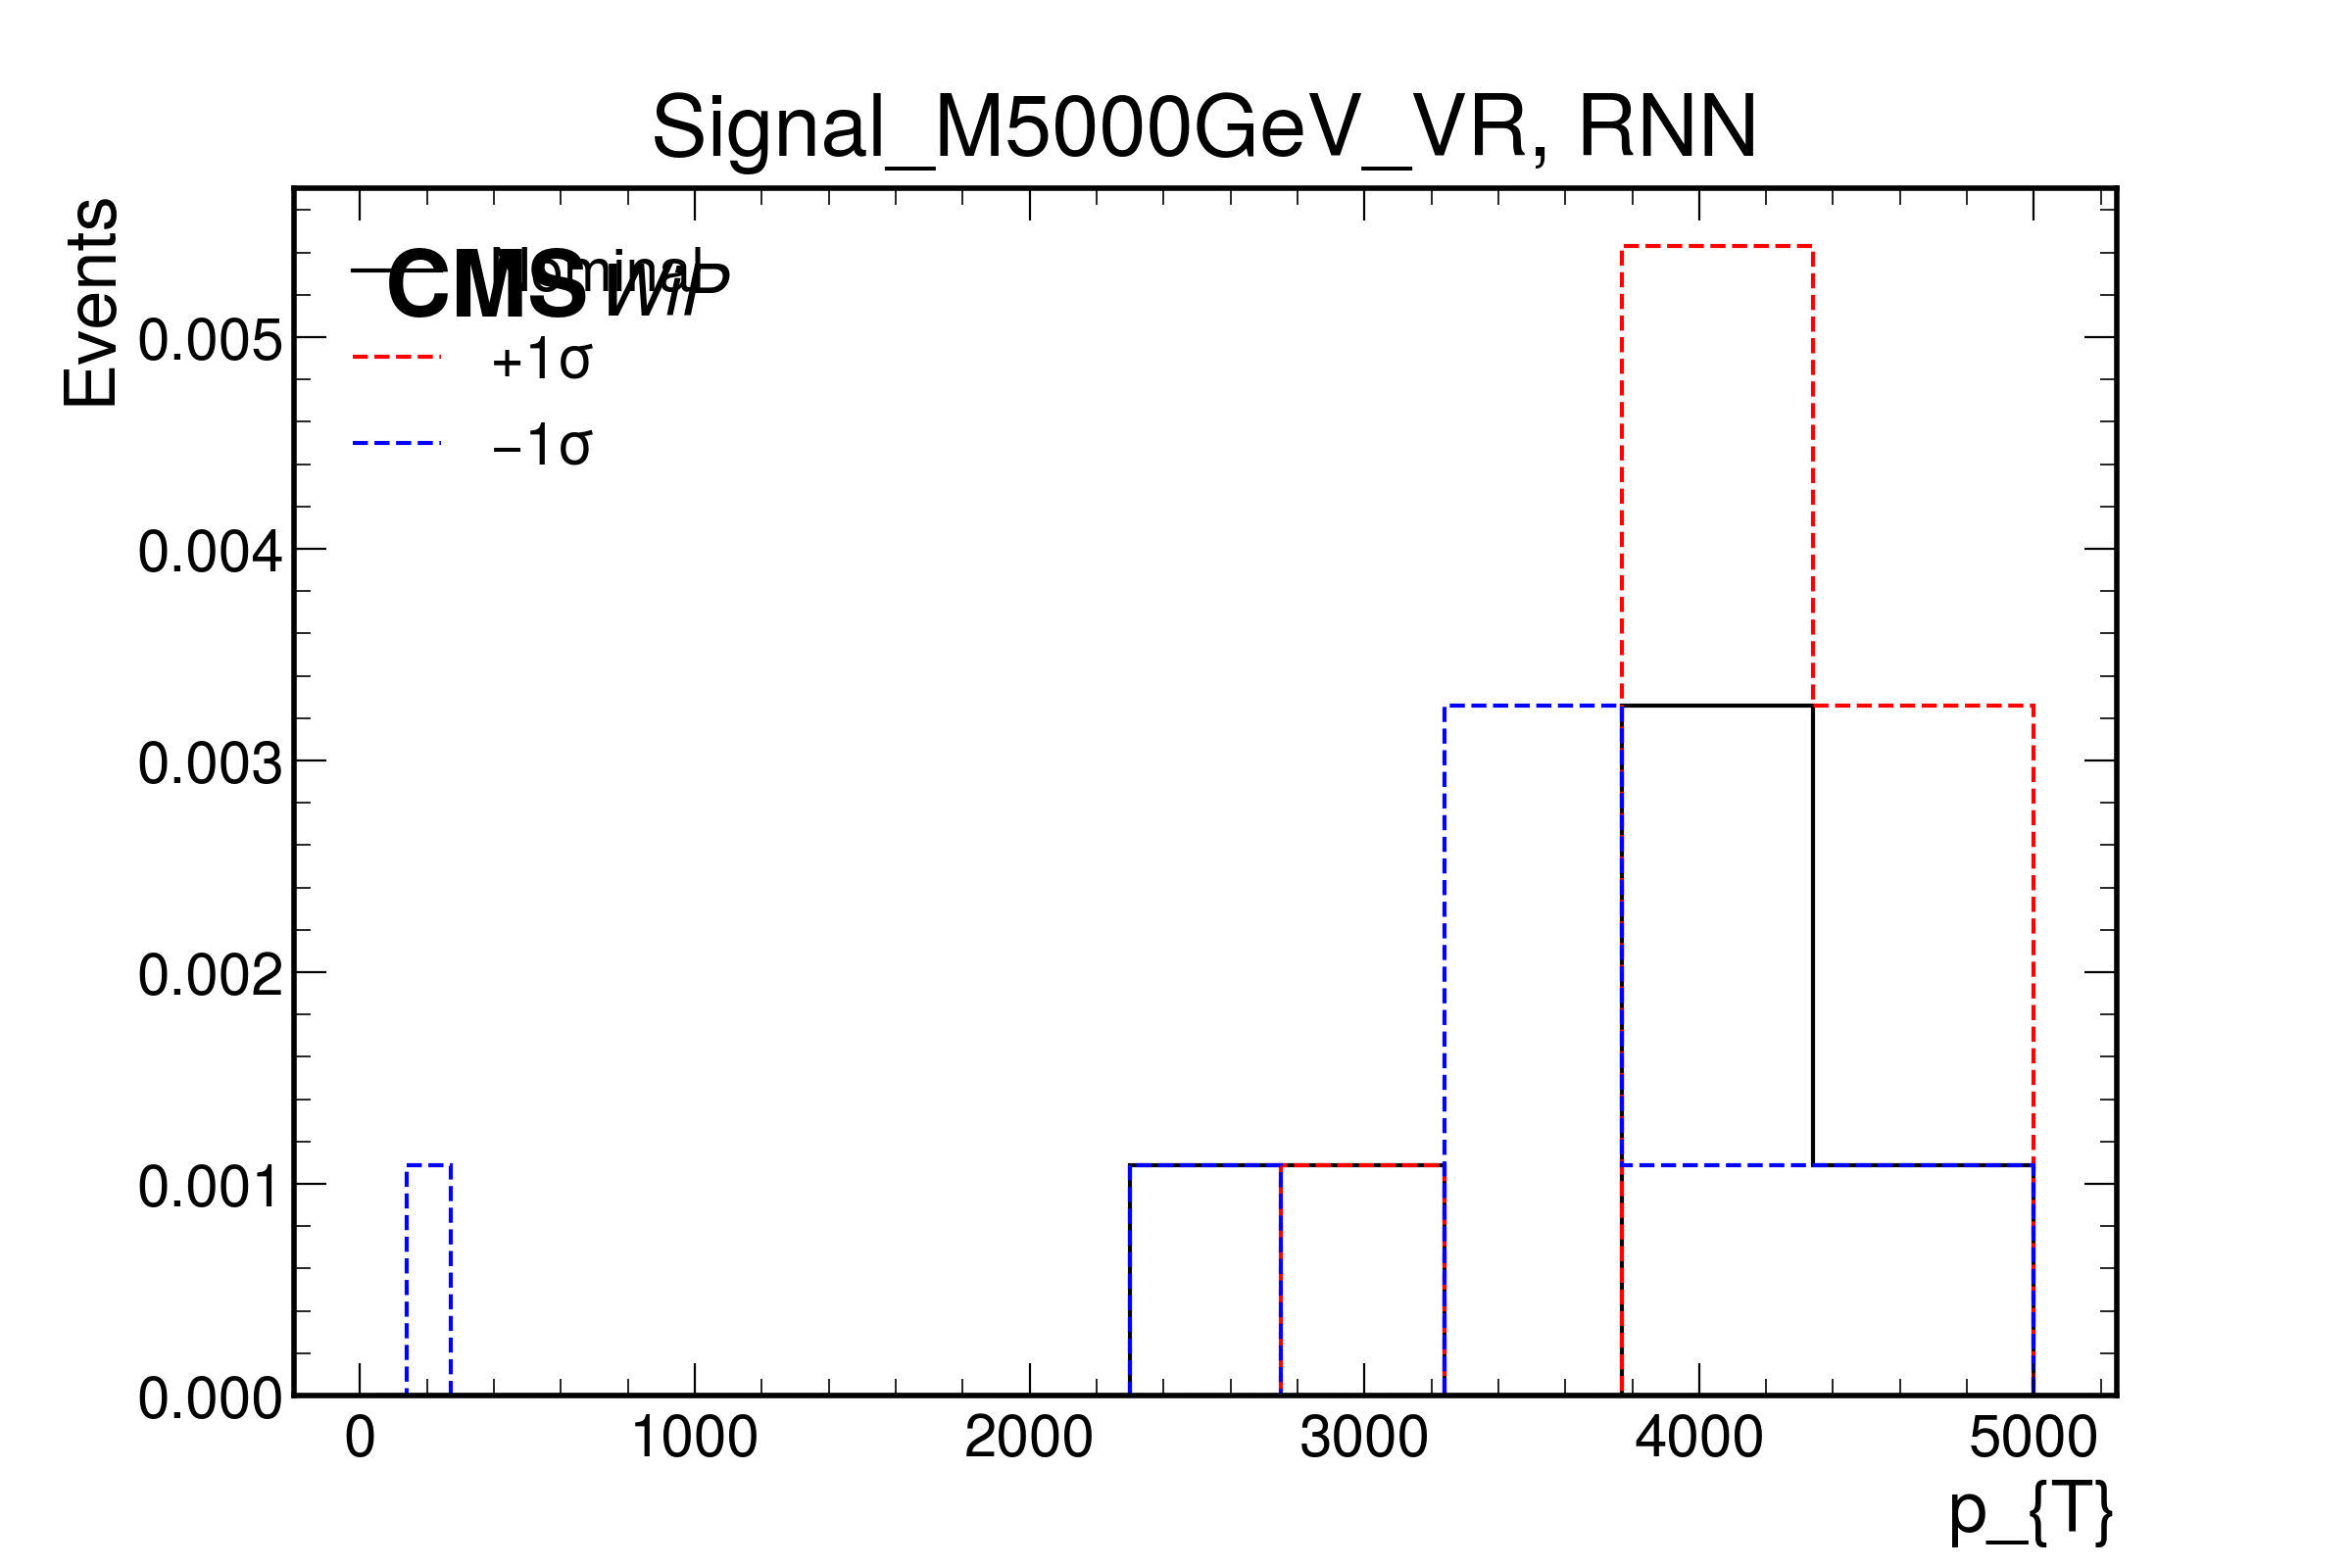 Signal_M5000GeV_VR, RNN
Events
CMS WiP
Nominal
+1σ
−1σ
0.005
0.004
0.003
0.002
0.001
0.000
0 1000 2000 3000 4000 5000
p_{T}